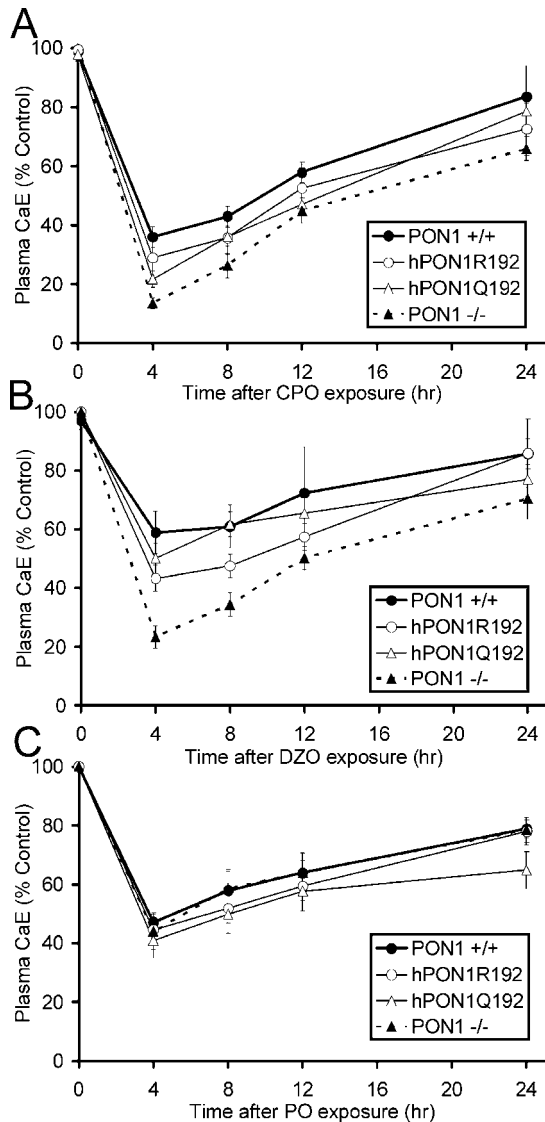 A
Plasma CaE (% Control)
100
80
60
40
20
0
PON1 +/+
hPON1R192
hPON1Q192
PON1 -/-
0 4 8 12 16 20 24
Time after CPO exposure (hr)
B
Plasma CaE (% Control)
100
80
60
40
20
0
PON1 +/+
hPON1R192
hPON1Q192
PON1 -/-
0 4 8 12 16 20 24
Time after DZO exposure (hr)
C
Plasma CaE (% Control)
100
80
60
40
20
0
PON1 +/+
hPON1R192
hPON1Q192
PON1 -/-
0 4 8 12 16 20 24
Time after PO exposure (hr)